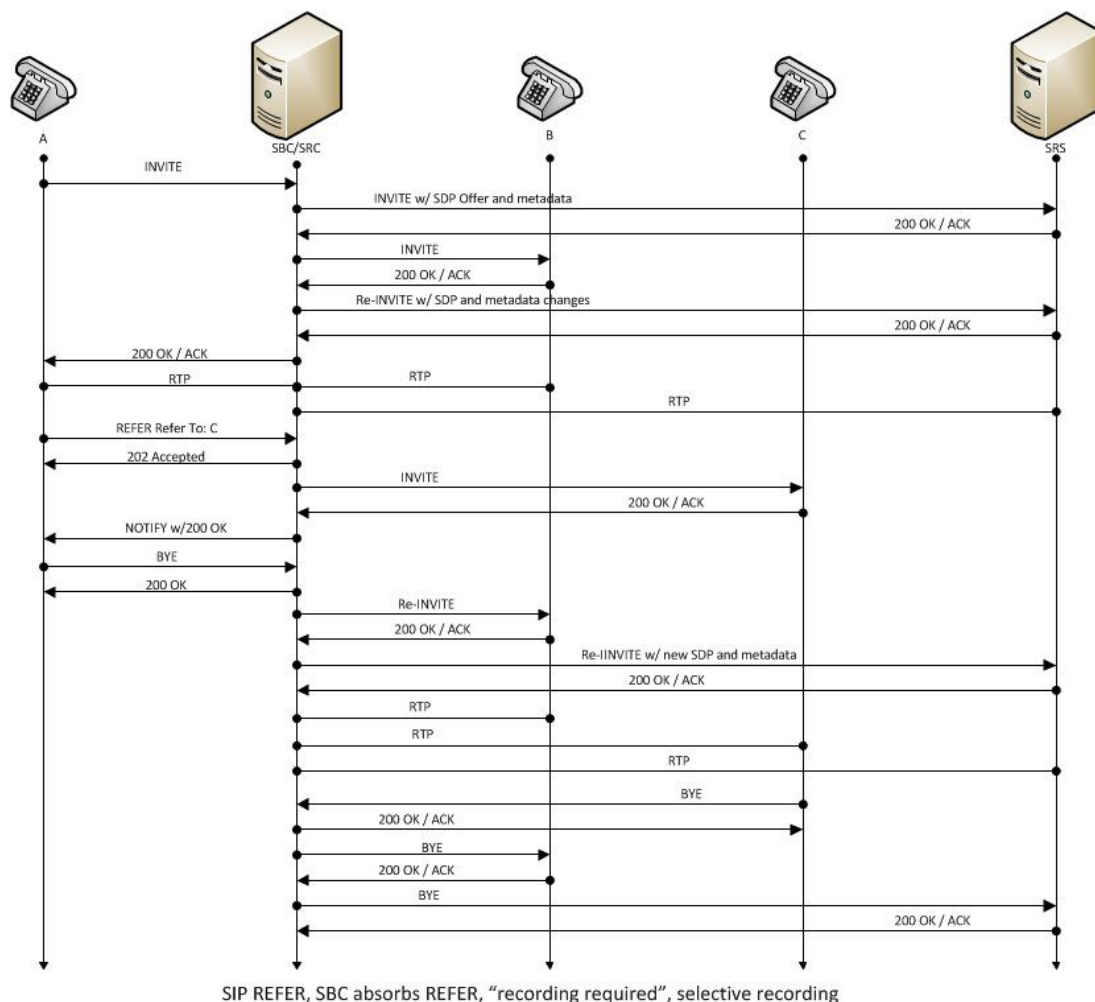 A
SBC/SRC
B
C
SRS
INVITE
INVITE w/ SDP Offer and metadata
200 OK / ACK
INVITE
200 OK / ACK
Re-INVITE w/ SDP and metadata changes
200 OK / ACK
200 OK / ACK
RTP
RTP
RTP
REFER Refer To: C
202 Accepted
INVITE
200 OK / ACK
NOTIFY w/200 OK
BYE
200 OK
Re-INVITE
200 OK / ACK
Re-IINVITE w/ new SDP and metadata
200 OK / ACK
RTP
RTP
RTP
BYE
200 OK / ACK
BYE
200 OK / ACK
BYE
200 OK / ACK
SIP REFER, SBC absorbs REFER, “recording required”, selective recording